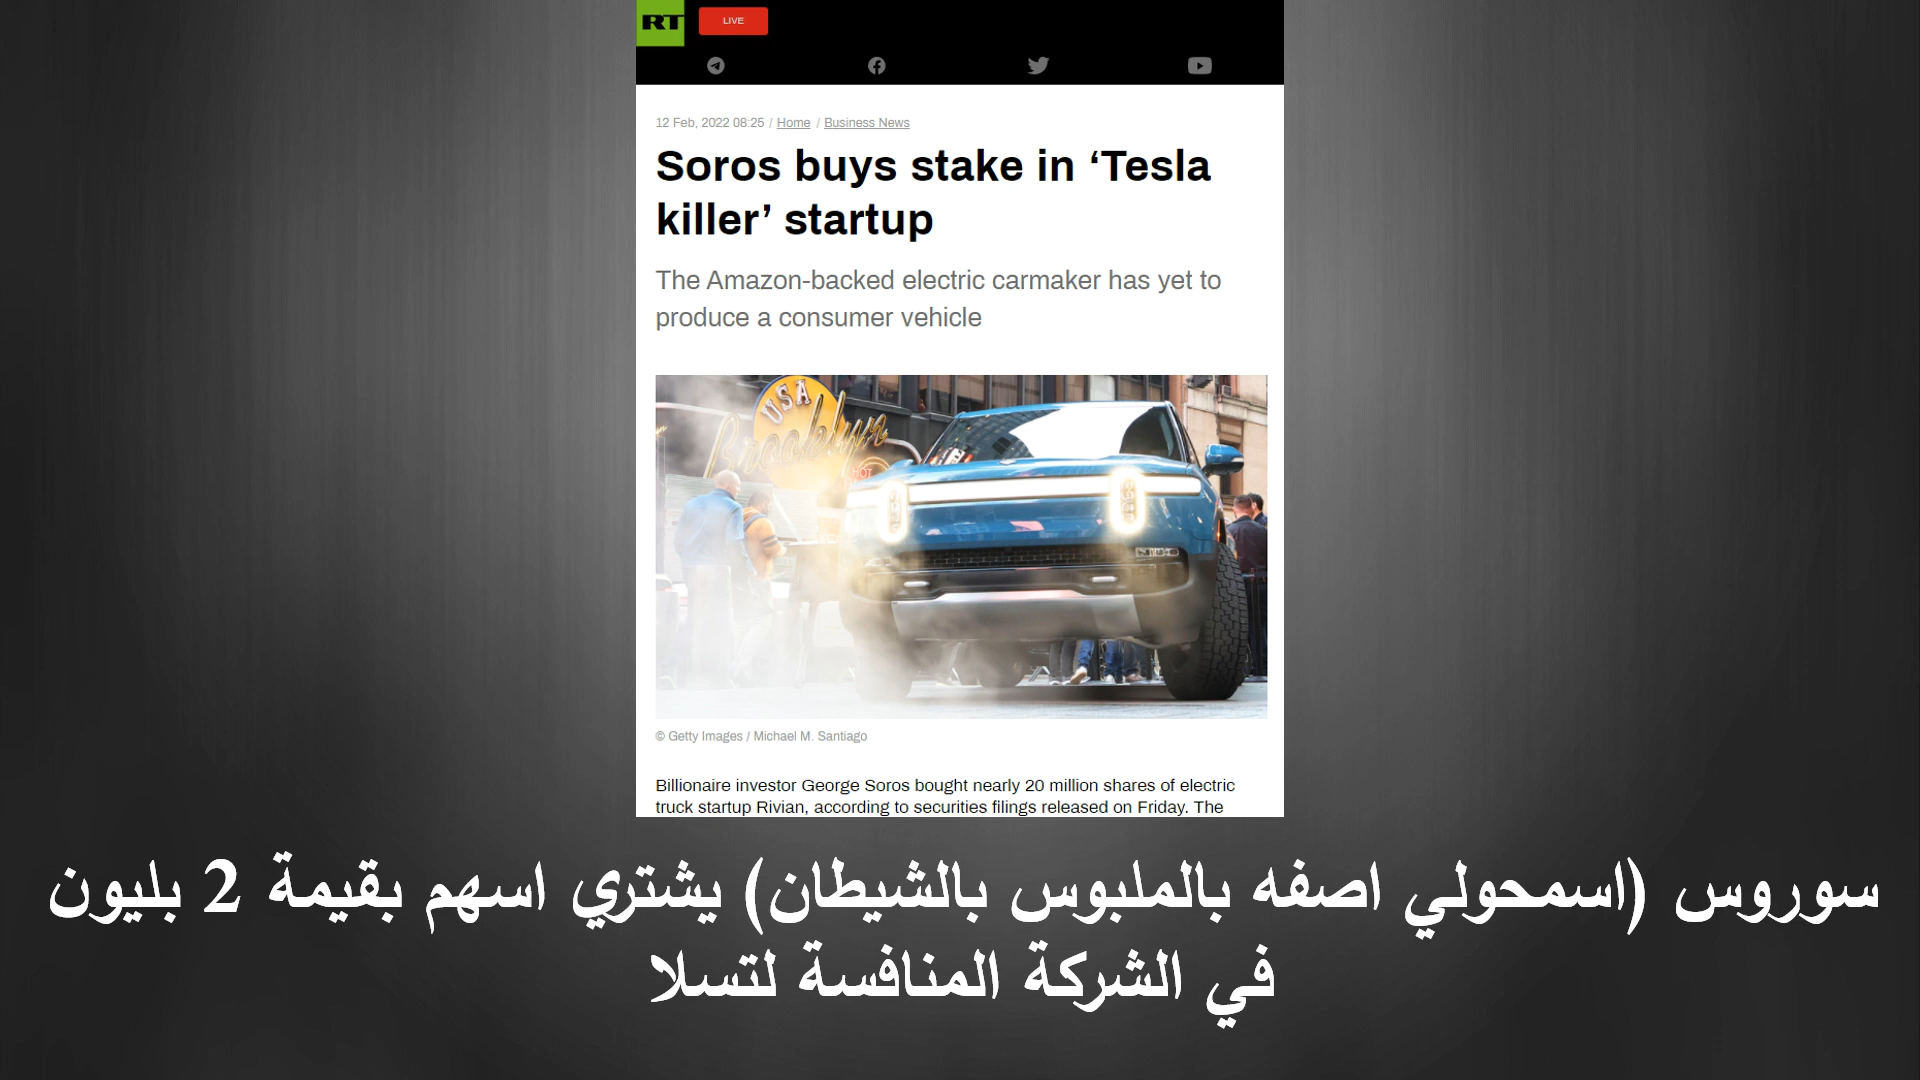 RT
LIVE
12 Feb, 2022 08:25 / Home / Business News
Soros buys stake in ‘Tesla
killer’ startup
The Amazon-backed electric carmaker has yet to
produce a consumer vehicle
USA
Brooklyn
HOT
© Getty Images / Michael M. Santiago
Billionaire investor George Soros bought nearly 20 million shares of electric
truck startup Rivian, according to securities filings released on Friday. The
سوروس (اسمحولي اصفه بالملبوس بالشيطان) يشتري اسهم بقيمة 2 بليون
في الشركة المنافسة لتسلا